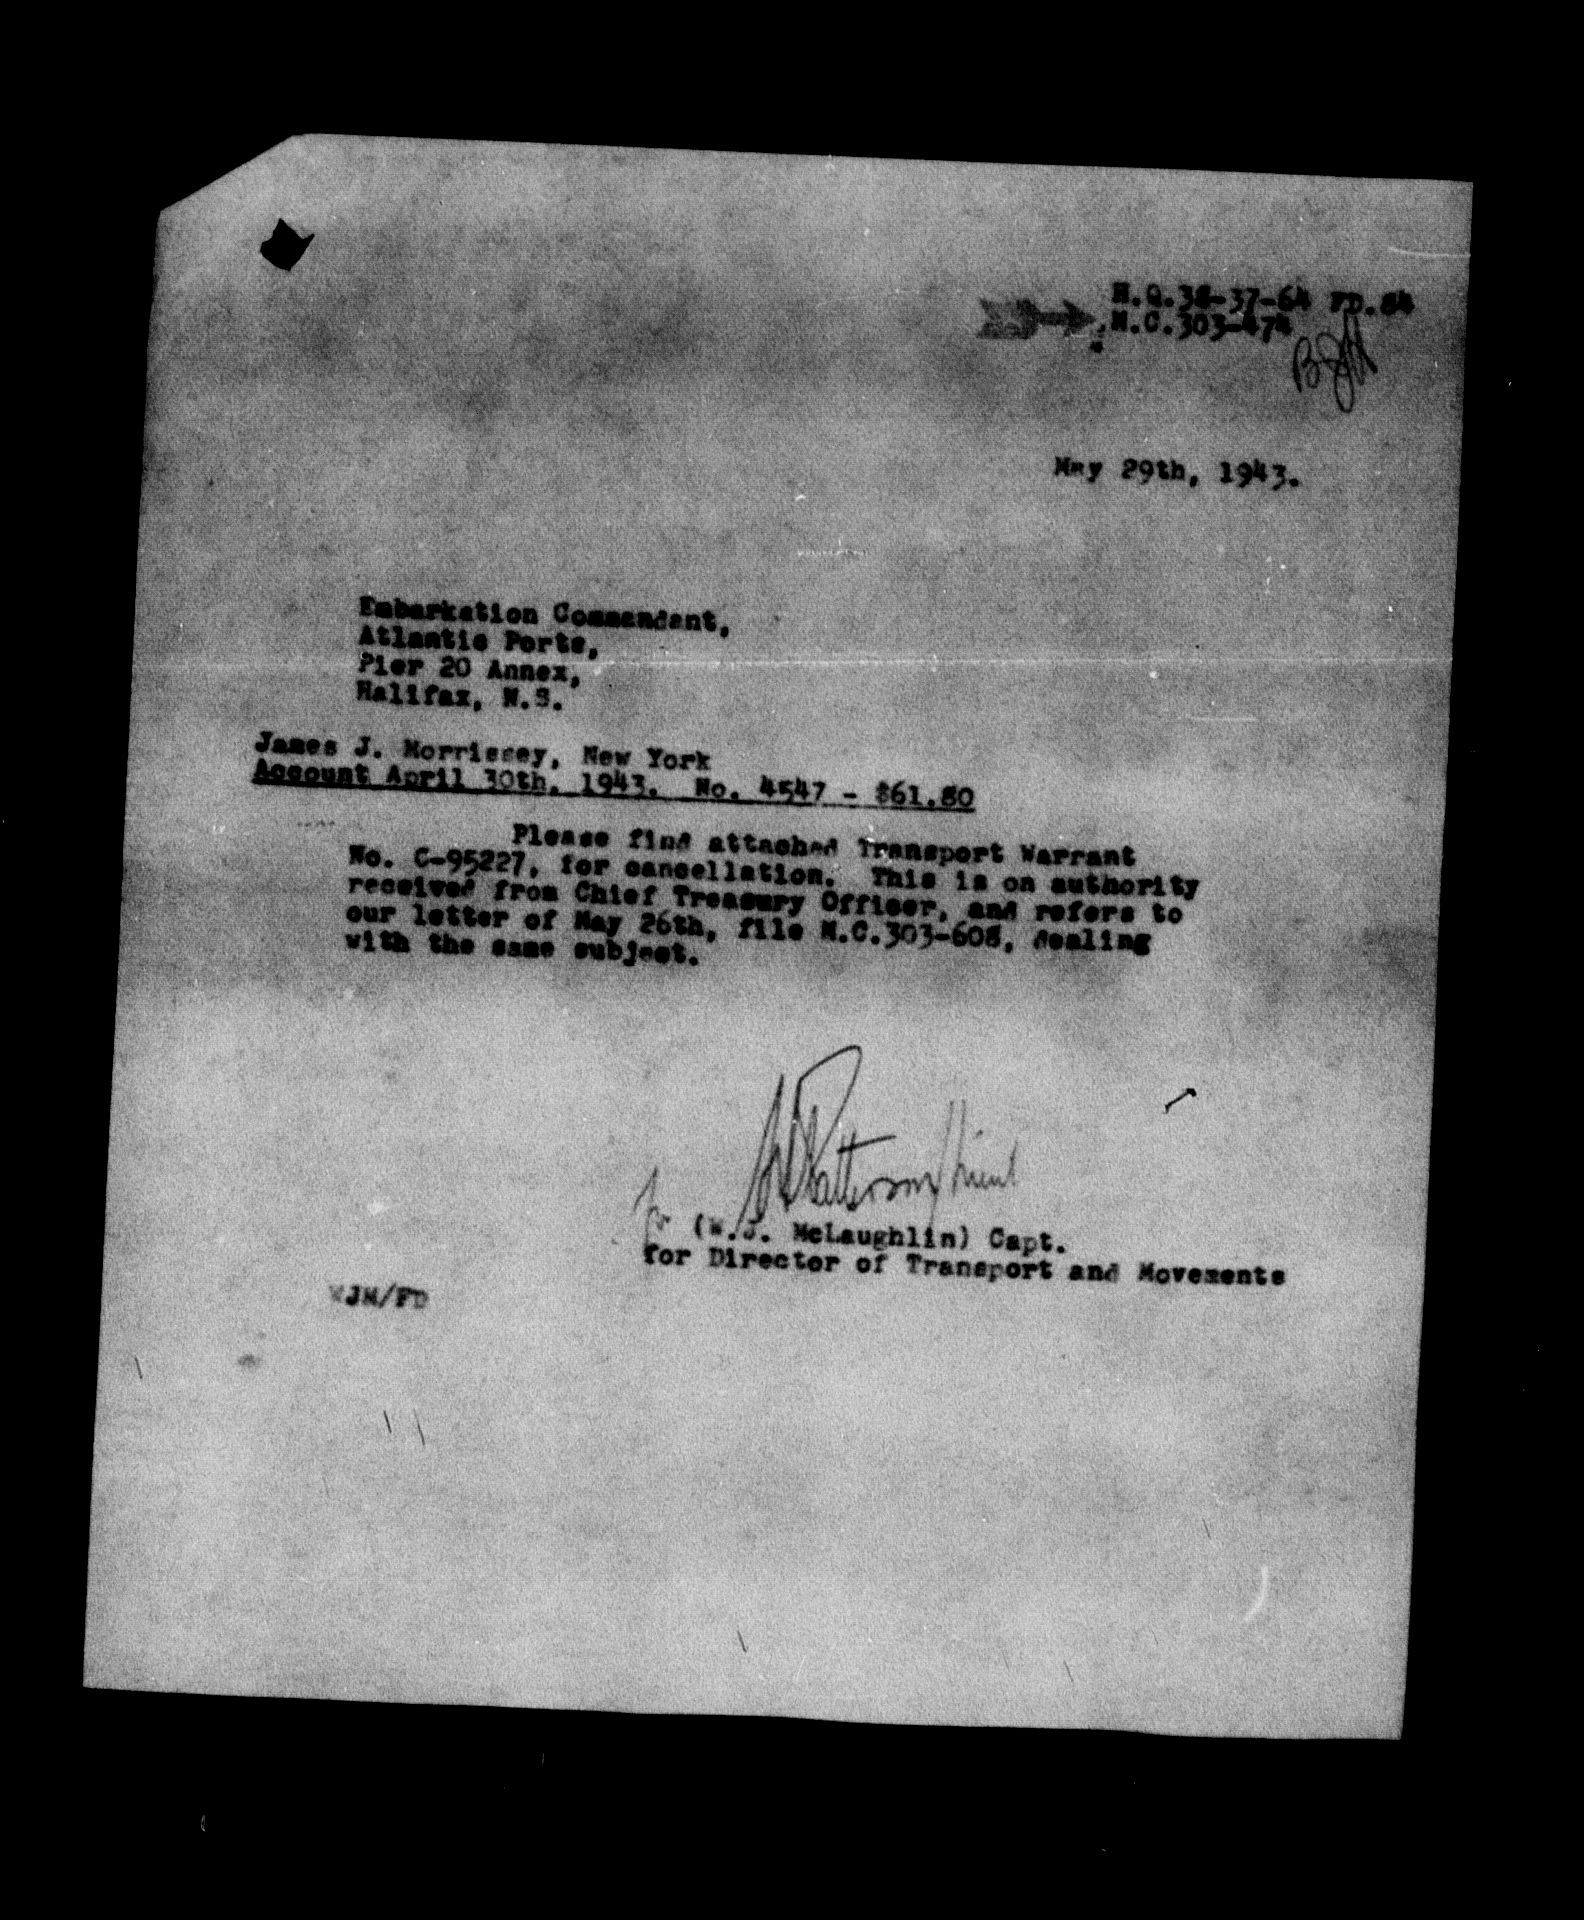 H.Q.38-37-64 FD.84
M.C.303-474
May 29th, 1943.
Embarkation Commandant,
Atlantic Ports,
Pier 20 Annex,
Halifax, N.S.
James J. Morrissey, New York
Account April 30th, 1943. No. 4547 - $61.80
Please find attached Transport Warrant
No. C-95227, for cancellation. This is on authority
received from Chief Treasury Officer, and refers to
our letter of May 26th, file M.C.303-608, dealing
with the same subject.
Patterson
for (W.J. McLaughlin) Capt.
for Director of Transport and Movements
WJM/FD